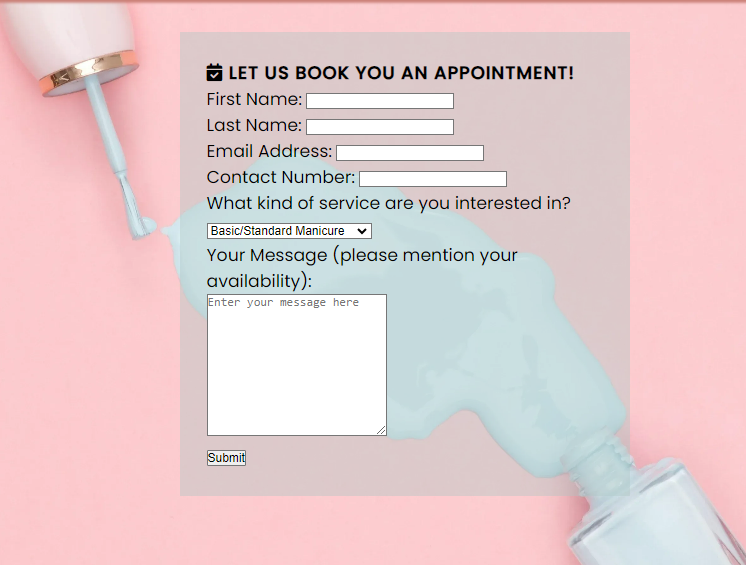 LET US BOOK YOU AN APPOINTMENT!
First Name:
Last Name:
Email Address:
Contact Number:
What kind of service are you interested in?
Basic/Standard Manicure
Your Message (please mention your
availability):
Enter your message here
Submit